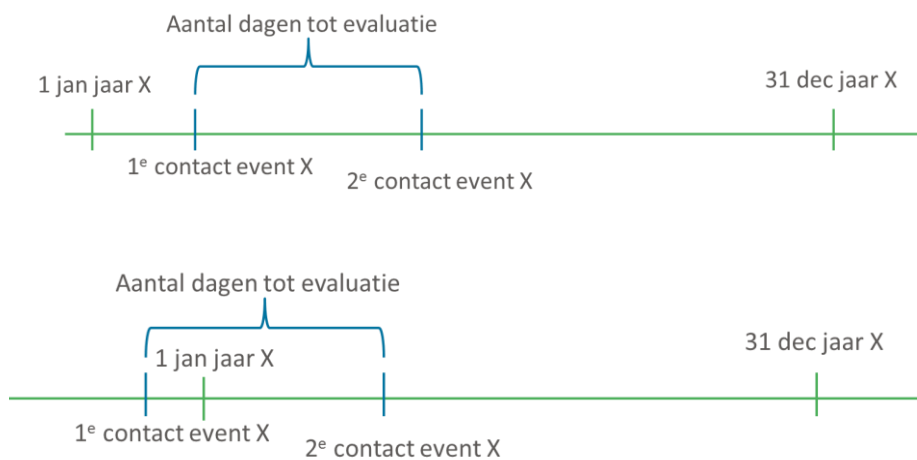 Aantal dagen tot evaluatie
1 jan jaar X
31 dec jaar X
1e contact event X
2e contact event X
Aantal dagen tot evaluatie
31 dec jaar X
1 jan jaar X
1e contact event X
2e contact event X